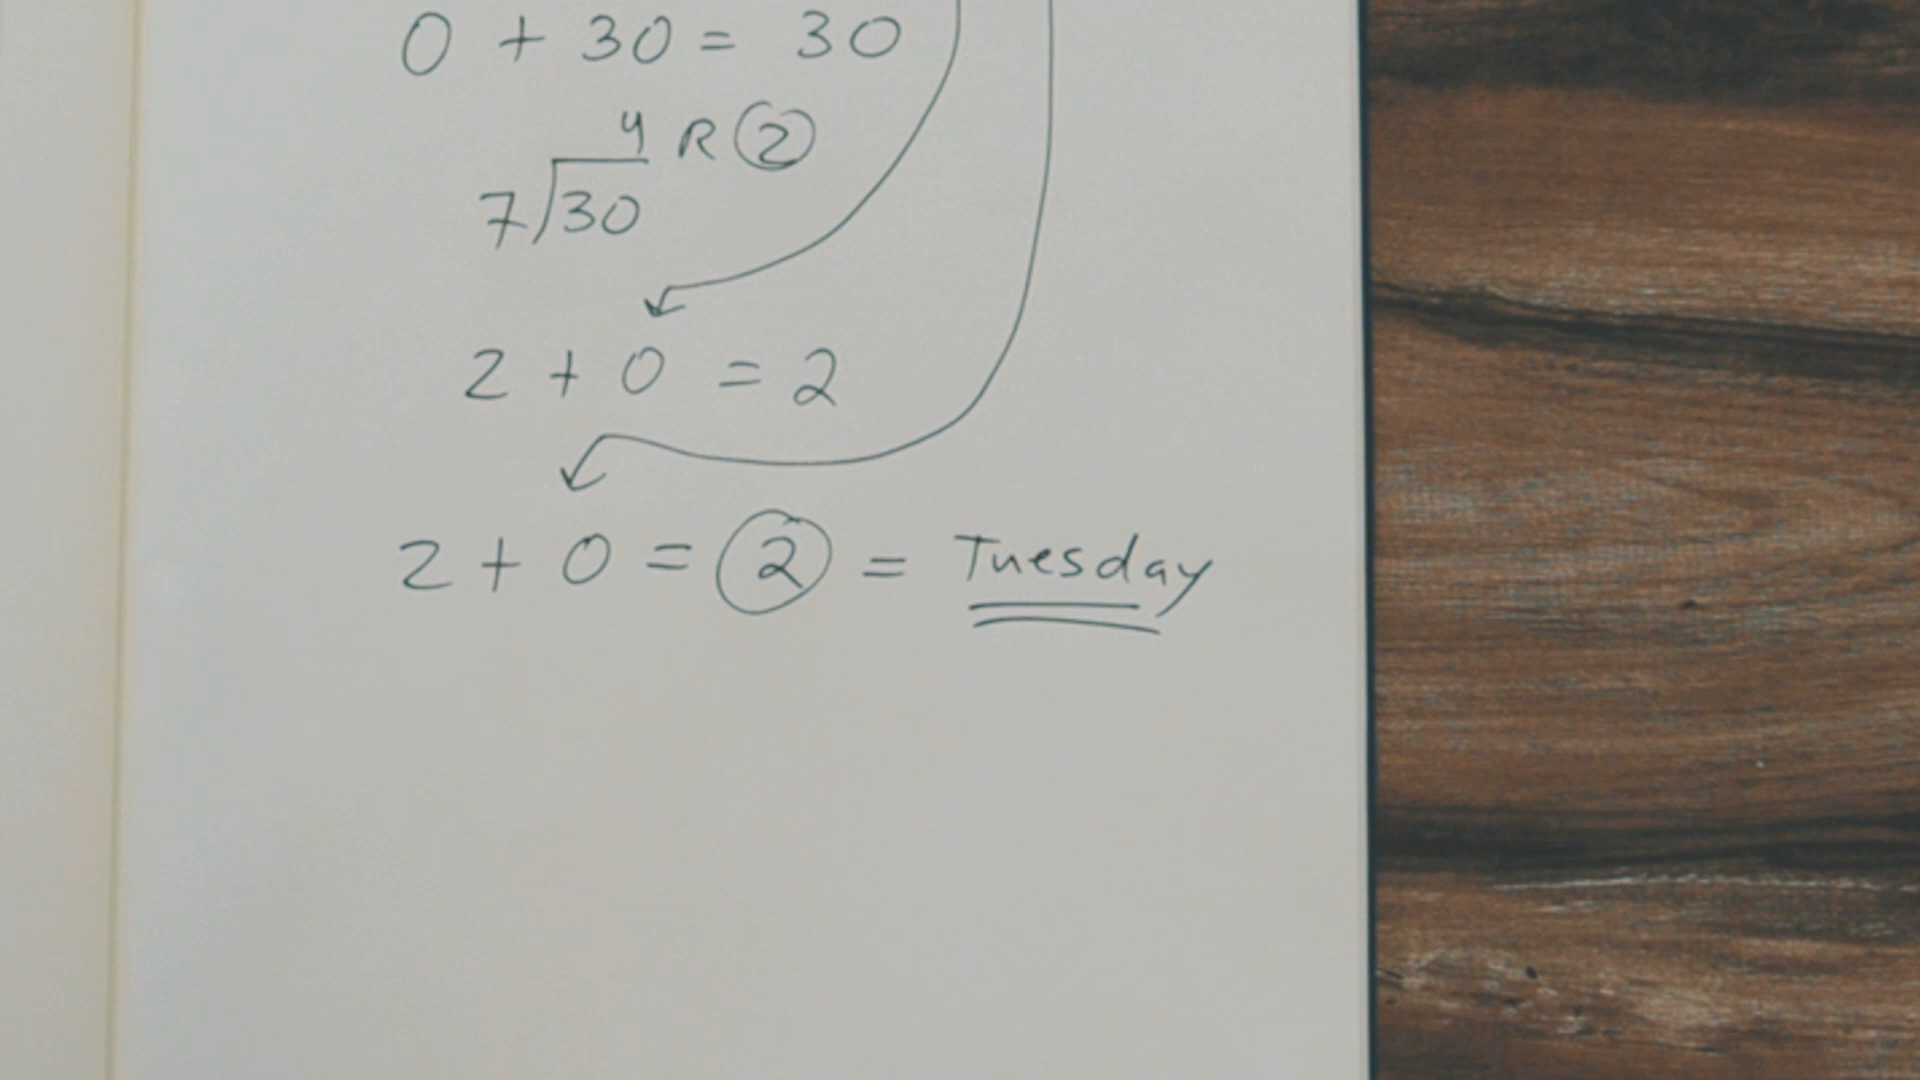 0 + 30 = 30
4 R 2
7)30
2 + 0 = 2
2 + 0 = 2 = Tuesday